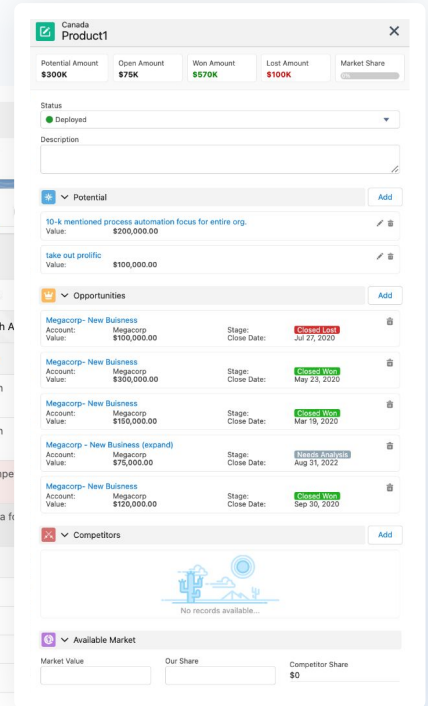 Canada
Product1
Potential Amount
$300K
Open Amount
$75K
Won Amount
$570K
Lost Amount
$100K
Market Share
0%
Status
Deployed
Description
Potential
Add
10-k mentioned process automation focus for entire org.
Value: $200,000.00
take out prolific
Value: $100,000.00
Opportunities
Add
Megacorp- New Buisness
Account: Megacorp Stage: Closed Lost
Value: $100,000.00 Close Date: Jul 27, 2020
Megacorp- New Buisness
Account: Megacorp Stage: Closed Won
Value: $300,000.00 Close Date: May 23, 2020
Megacorp- New Buisness
Account: Megacorp Stage: Closed Won
Value: $150,000.00 Close Date: Mar 19, 2020
Megacorp - New Business (expand)
Account: Megacorp Stage: Needs Analysis
Value: $75,000.00 Close Date: Aug 31, 2022
Megacorp- New Buisness
Account: Megacorp Stage: Closed Won
Value: $120,000.00 Close Date: Sep 30, 2020
Competitors
Add
No records available...
Available Market
Market Value
Our Share
Competitor Share
$0